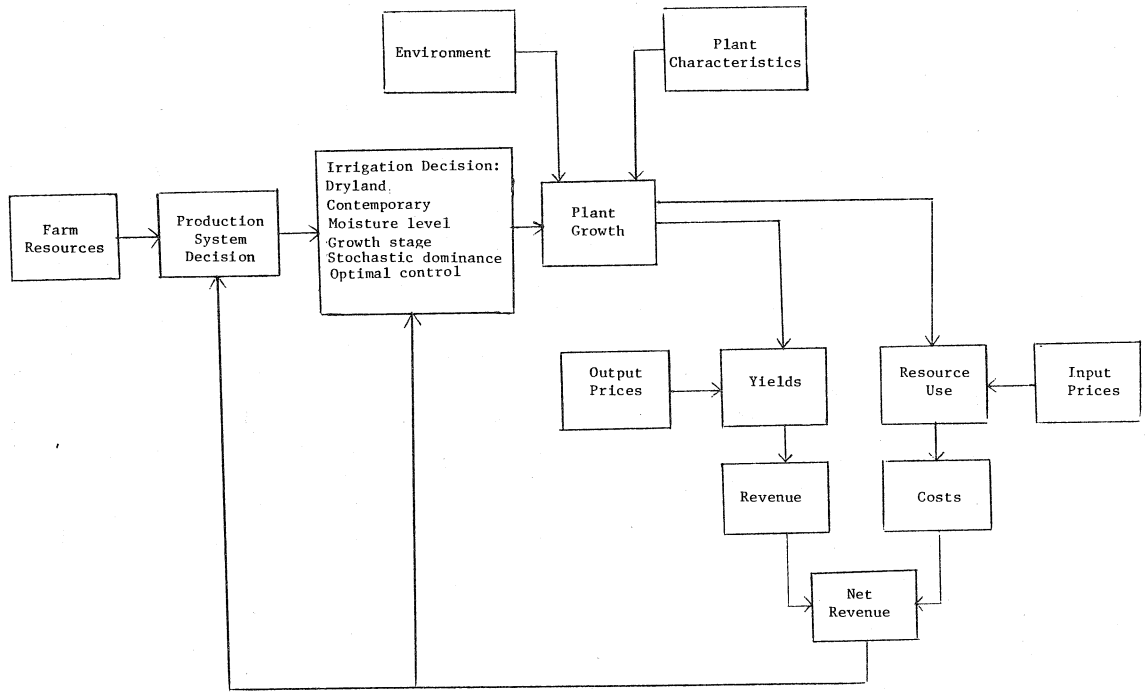 Environment
Plant
Characteristics
Irrigation Decision:
Dryland
Contemporary
Moisture level
Growth stage
Stochastic dominance
Optimal control
Farm
Resources
Production
System
Decision
Plant
Growth
Output
Prices
Yields
Resource
Use
Input
Prices
Revenue
Costs
Net
Revenue